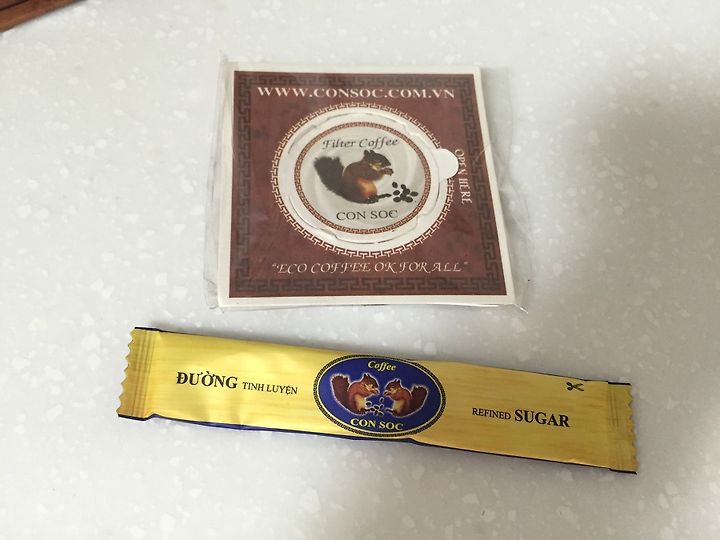 WWW.CONSOC.COM.VN
Filter Coffee
CON SOC
OPEN HERE
"ECO COFFEE OK FOR ALL"
Coffee
ĐƯỜNG TINH LUYỆN
CON SOC
REFINED SUGAR